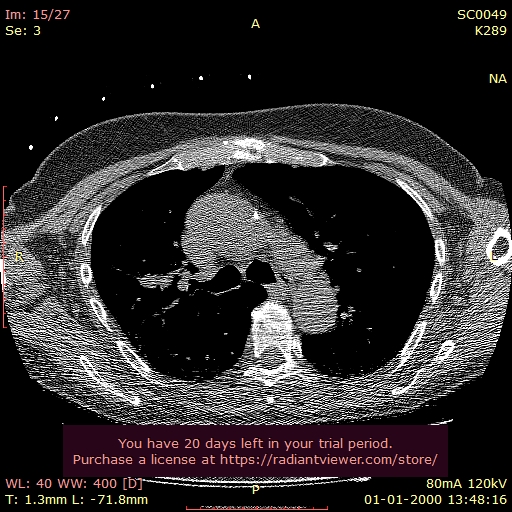 Im: 15/27
Se: 3
A
SC0049
K289
NA
R
L
You have 20 days left in your trial period.
Purchase a license at https://radiantviewer.com/store/
WL: 40 WW: 400 [b]
T: 1.3mm L: -71.8mm
P
80mA 120kV
01-01-2000 13:48:16